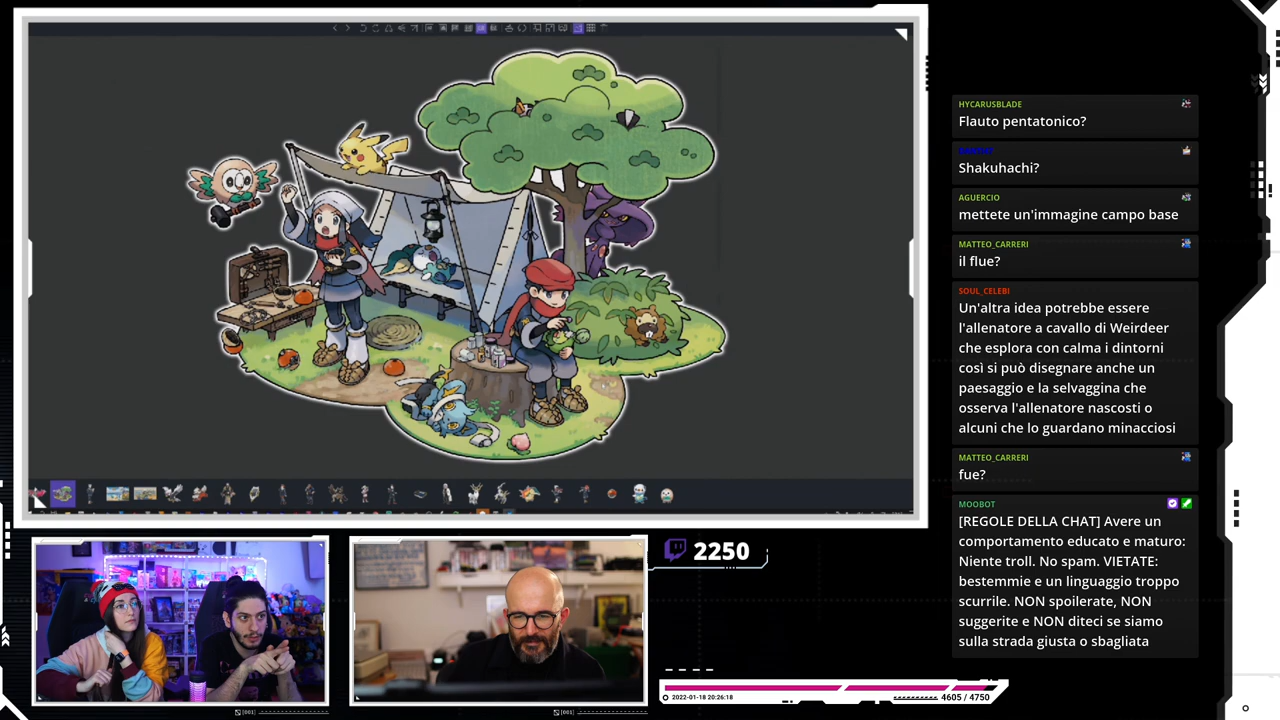 HYCARUSBLADE
Flauto pentatonico?
Shakuhachi?
AGUERCIO
mettete un'immagine campo base
MATTEO_CARRERI
il flue?
SOUL_CELEBI
Un'altra idea potrebbe essere
l'allenatore a cavallo di Weirdeer
che esplora con calma i dintorni
così si può disegnare anche un
paesaggio e la selvaggina che
osserva l'allenatore nascosti o
alcuni che lo guardano minacciosi
MATTEO_CARRERI
fue?
MOOBOT
[REGOLE DELLA CHAT] Avere un
comportamento educato e maturo:
Niente troll. No spam. VIETATE:
bestemmie e un linguaggio troppo
scurrile. NON spoilerate, NON
suggerite e NON diteci se siamo
sulla strada giusta o sbagliata
2250
2022-01-18 20:26:18
4605 / 4750
[001]
[001]